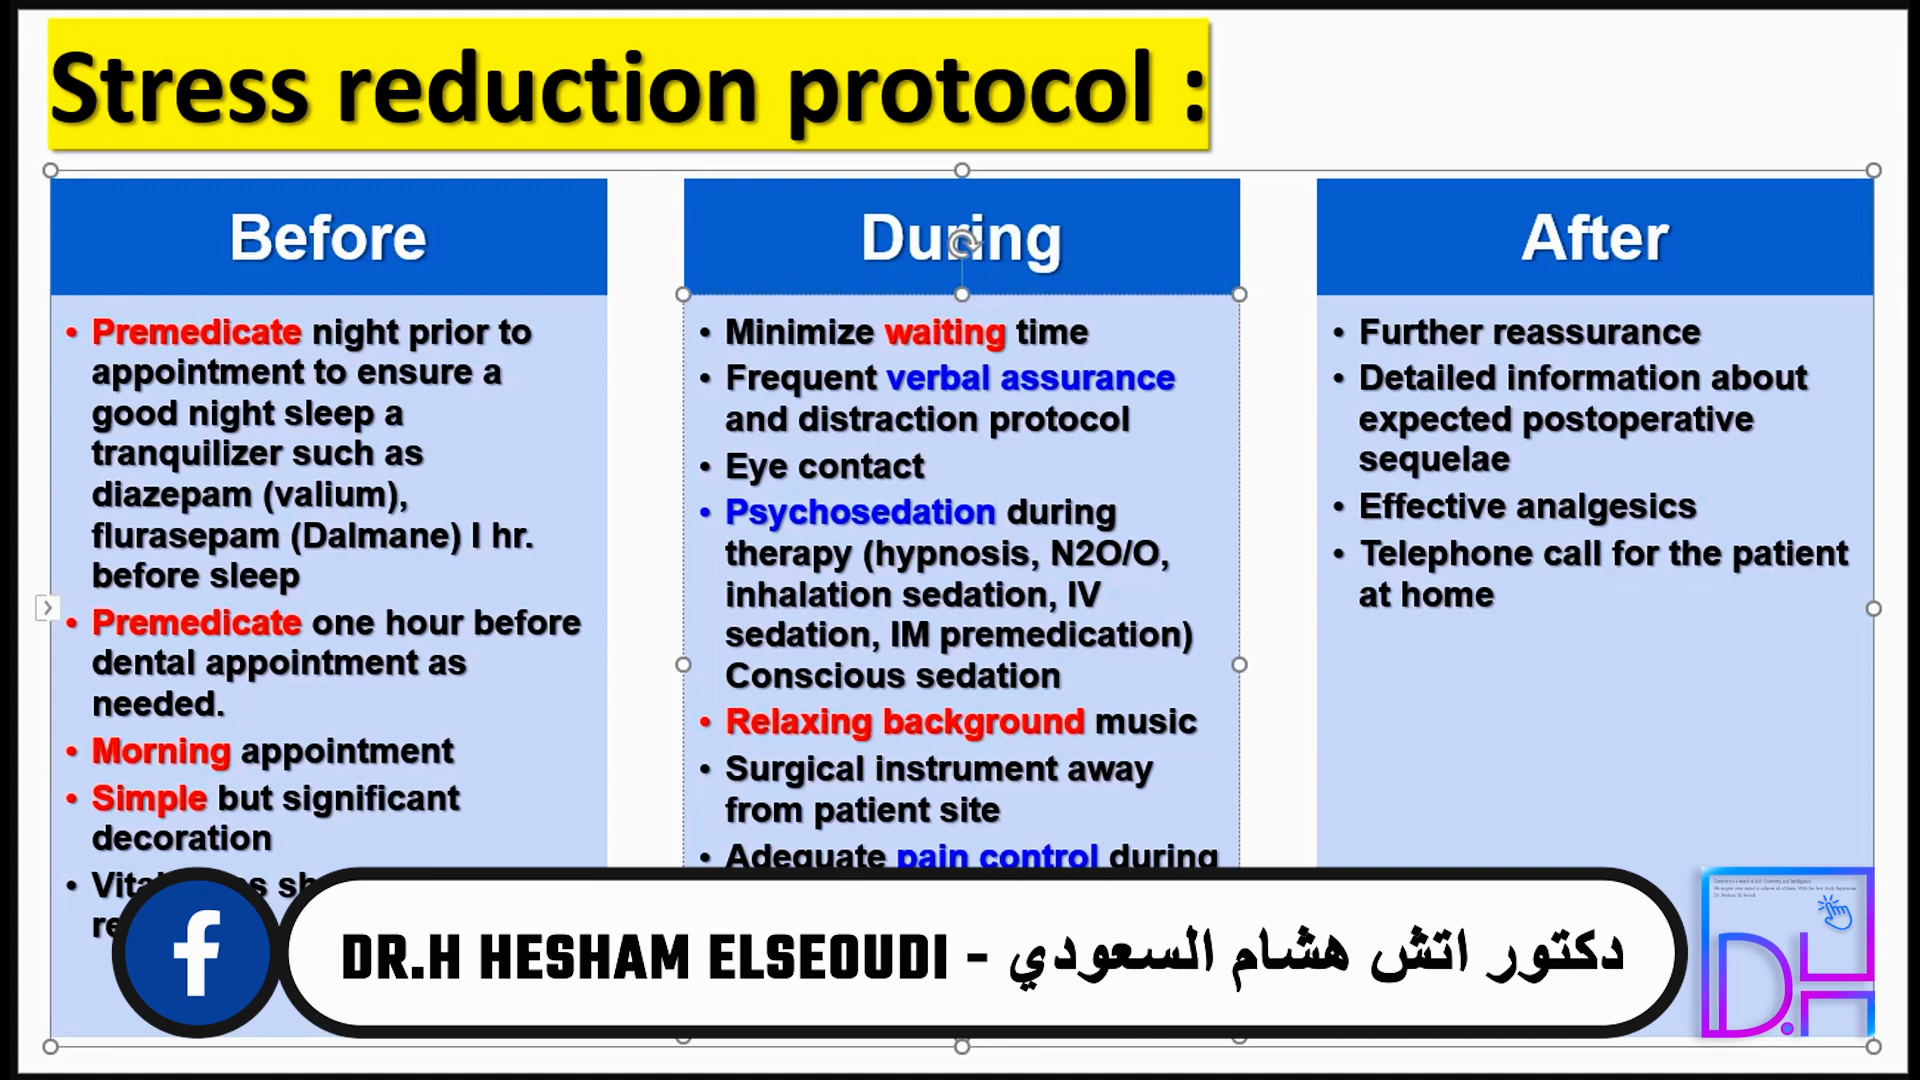 Stress reduction protocol :
Before
• Premedicate night prior to
appointment to ensure a
good night sleep a
tranquilizer such as
diazepam (valium),
flurasepam (Dalmane) I hr.
before sleep
• Premedicate one hour before
dental appointment as
needed.
• Morning appointment
• Simple but significant
decoration
During
• Minimize waiting time
• Frequent verbal assurance
and distraction protocol
• Eye contact
• Psychosedation during
therapy (hypnosis, N2O/O,
inhalation sedation, IV
sedation, IM premedication)
Conscious sedation
• Relaxing background music
• Surgical instrument away
from patient site
• Adequate pain control during
After
• Further reassurance
• Detailed information about
expected postoperative
sequelae
• Effective analgesics
• Telephone call for the patient
at home
DR.H HESHAM ELSEOUDI - دكتور اتش هشام السعودي
D.H